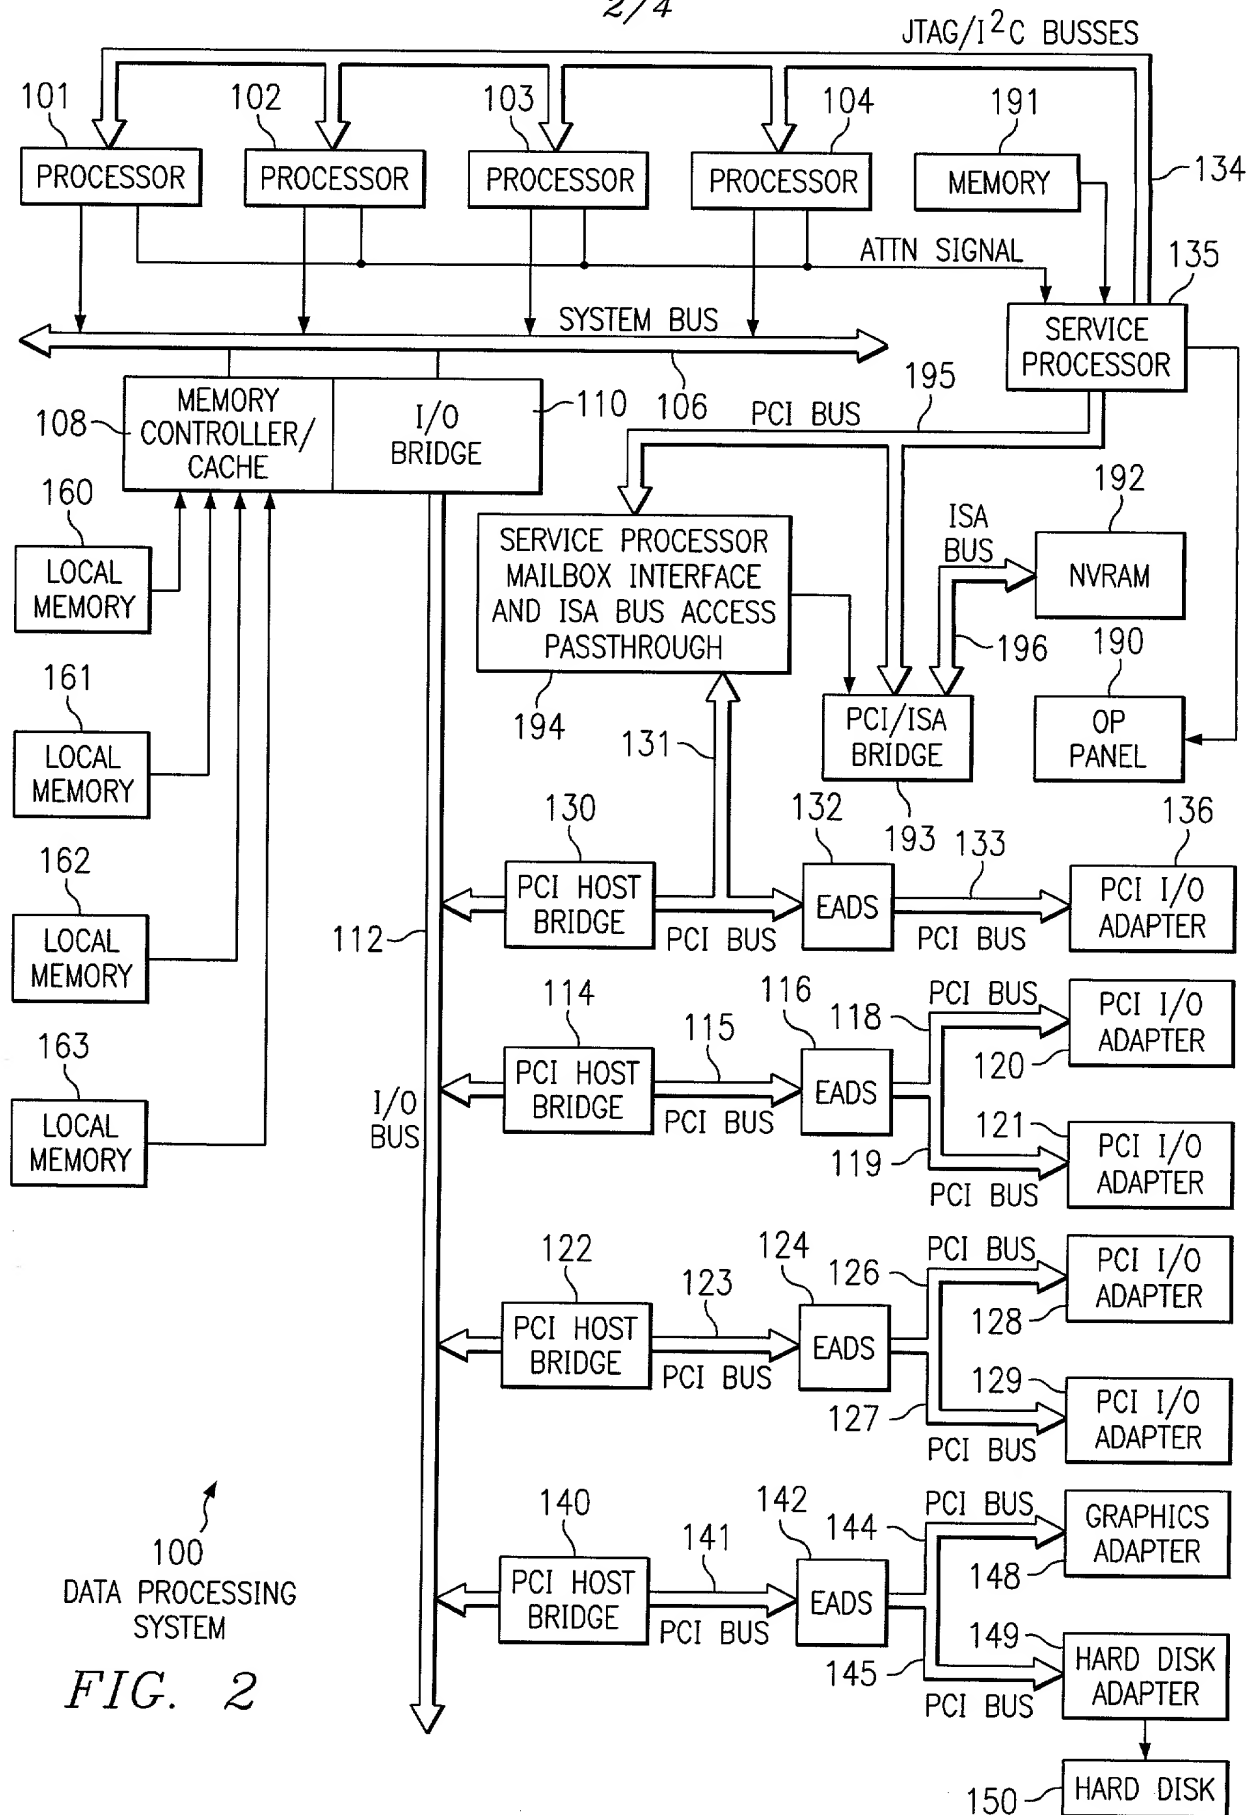 2/4
JTAG/I²C BUSSES
101
102
103
104
191
PROCESSOR
PROCESSOR
PROCESSOR
PROCESSOR
MEMORY
134
ATTN SIGNAL
135
SYSTEM BUS
SERVICE
PROCESSOR
108
MEMORY
CONTROLLER/
CACHE
I/O
BRIDGE
110
106
PCI BUS
195
160
LOCAL
MEMORY
SERVICE PROCESSOR
MAILBOX INTERFACE
AND ISA BUS ACCESS
PASSTHROUGH
194
ISA
BUS
192
NVRAM
196
190
161
LOCAL
MEMORY
131
PCI/ISA
BRIDGE
193
OP
PANEL
162
LOCAL
MEMORY
112
130
PCI HOST
BRIDGE
PCI BUS
132
EADS
133
PCI BUS
136
PCI I/O
ADAPTER
163
LOCAL
MEMORY
I/O
BUS
114
PCI HOST
BRIDGE
115
PCI BUS
116
EADS
118
PCI BUS
PCI I/O
ADAPTER
120
119
PCI BUS
121
PCI I/O
ADAPTER
122
PCI HOST
BRIDGE
123
PCI BUS
124
EADS
126
PCI BUS
PCI I/O
ADAPTER
128
127
PCI BUS
129
PCI I/O
ADAPTER
140
PCI HOST
BRIDGE
141
PCI BUS
142
EADS
144
PCI BUS
GRAPHICS
ADAPTER
148
145
PCI BUS
149
HARD DISK
ADAPTER
150
HARD DISK
100
DATA PROCESSING
SYSTEM
FIG. 2